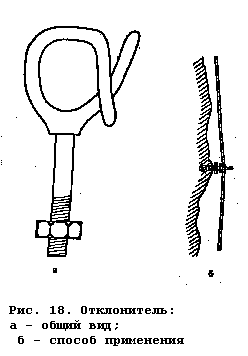 а
б
Рис. 18. Отклонитель:
а - общий вид;
б - способ применения